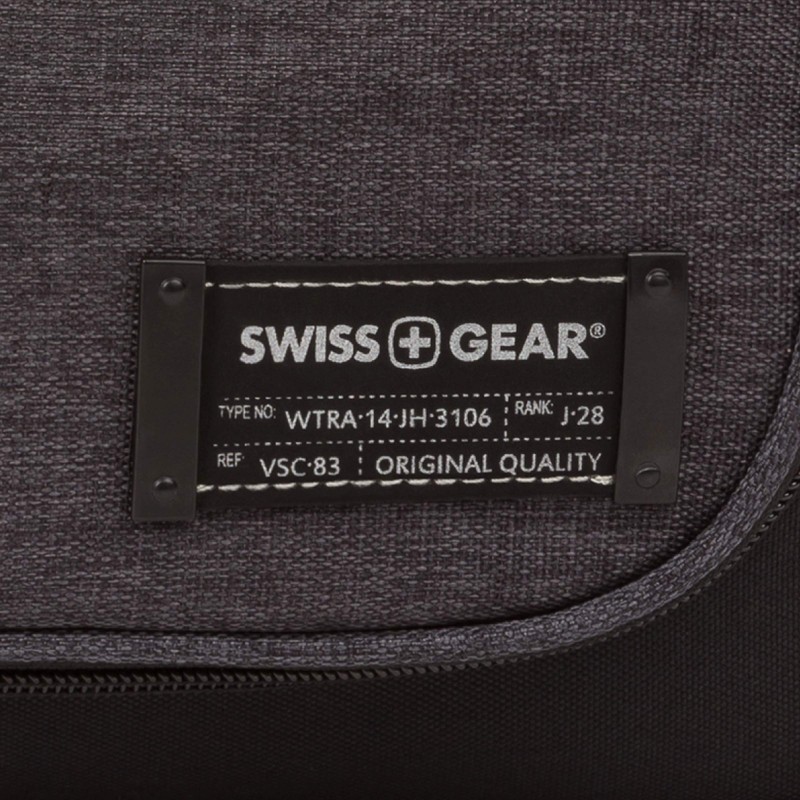 SWISS GEAR®
TYPE NO: WTRA·14·JH·3106 RANK: J·28
REF· VSC·83 ORIGINAL QUALITY